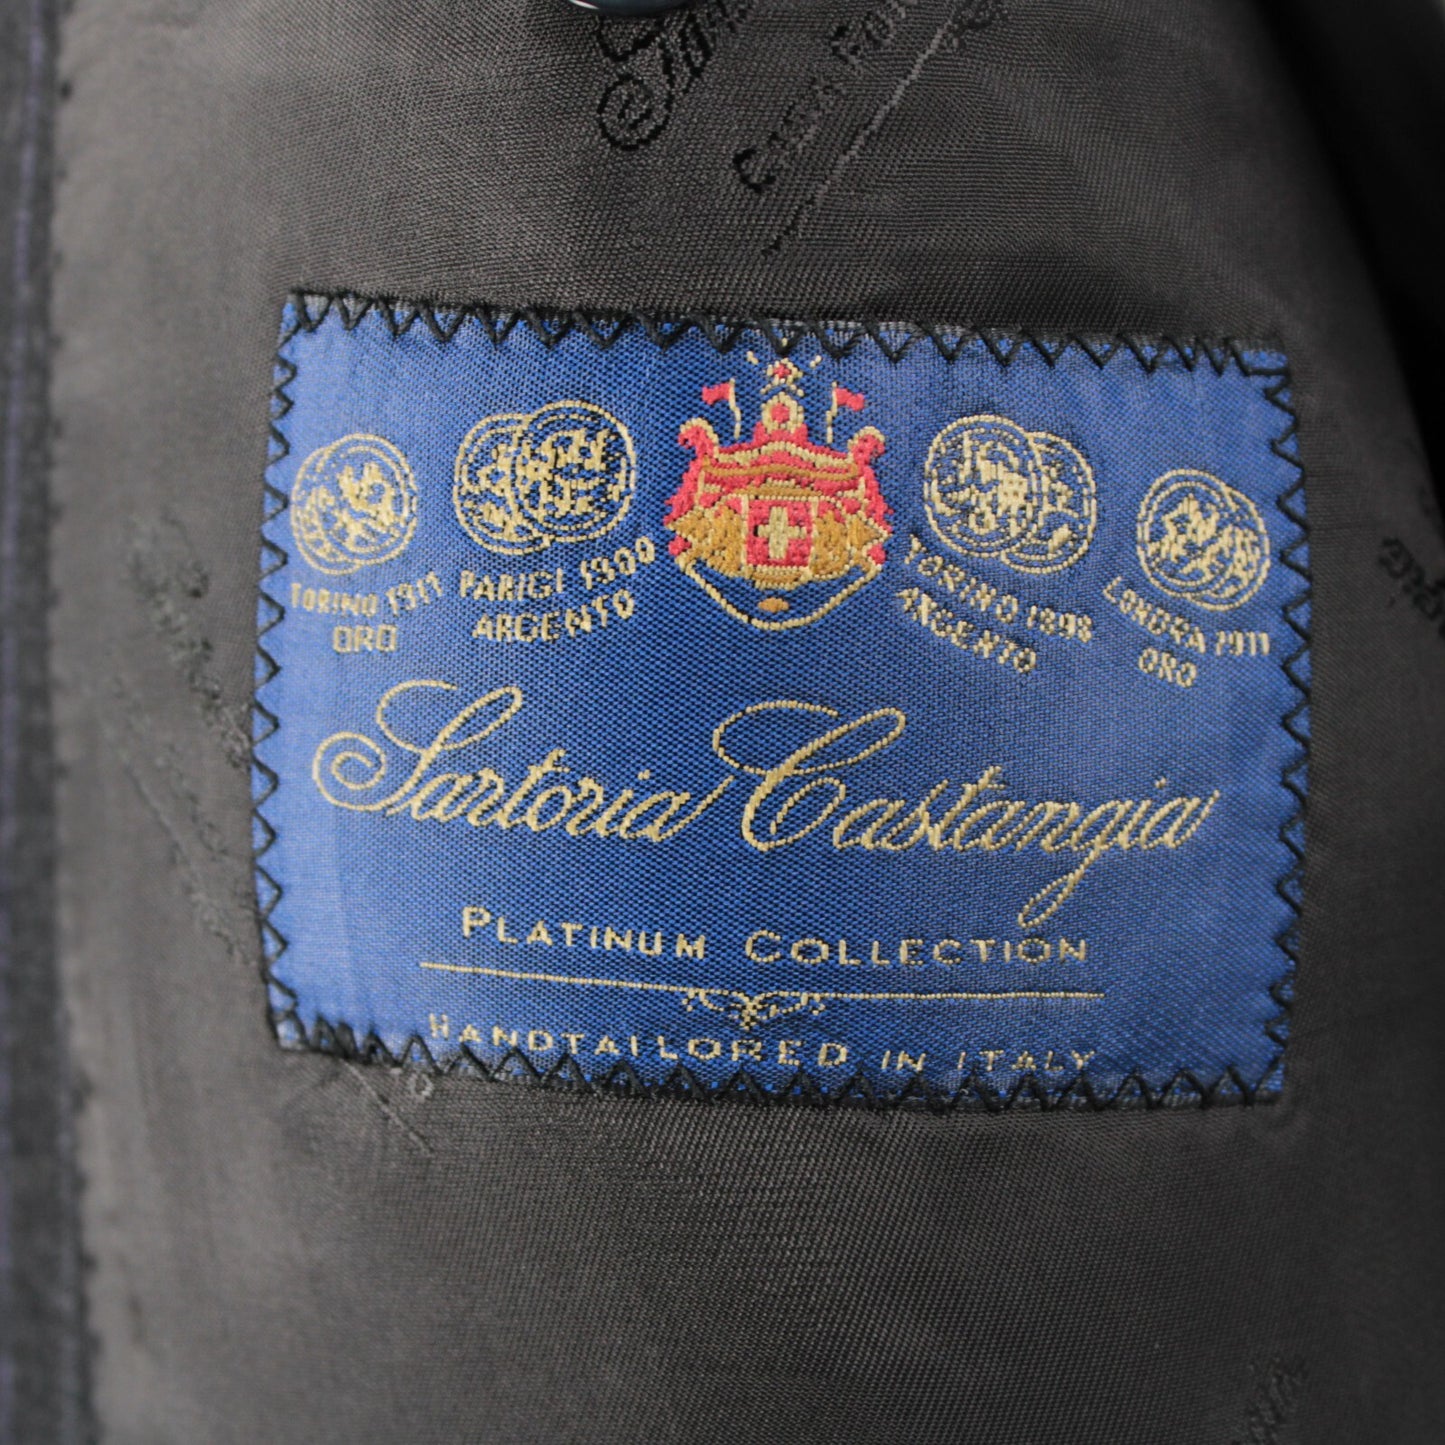 TORINO 1911
ORO
PARIGI 1900
ARGENTO
TORINO 1898
ARGENTO
LONDRA 1911
ORO
Sartoria Castangia
PLATINUM COLLECTION
HANDTAILORED IN ITALY